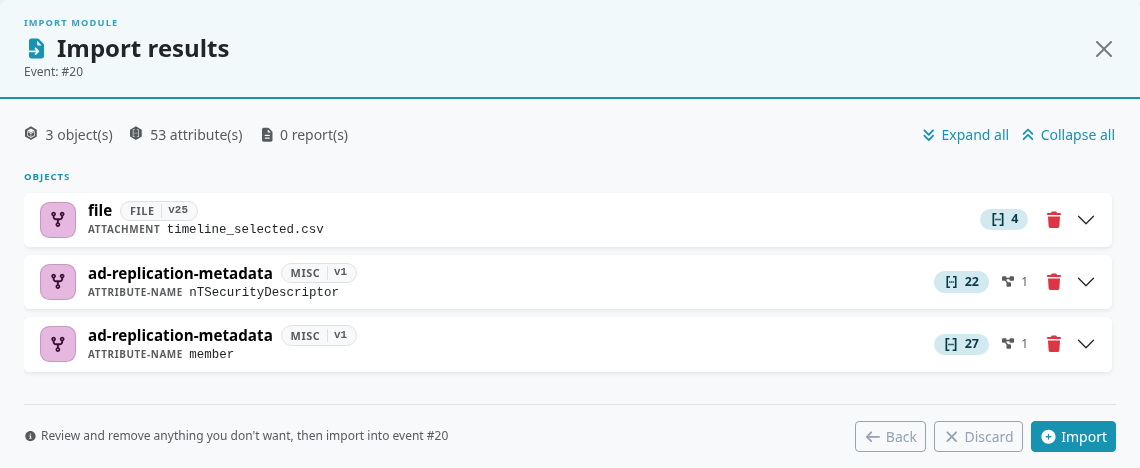 IMPORT MODULE
Import results
Event: #20
3 object(s) 53 attribute(s) 0 report(s) Expand all Collapse all
OBJECTS
file FILE v25
ATTACHMENT timeline_selected.csv
[-] 4
ad-replication-metadata MISC v1
ATTRIBUTE-NAME nTSecurityDescriptor
[-] 22 1
ad-replication-metadata MISC v1
ATTRIBUTE-NAME member
[-] 27 1
Review and remove anything you don't want, then import into event #20 Back Discard Import